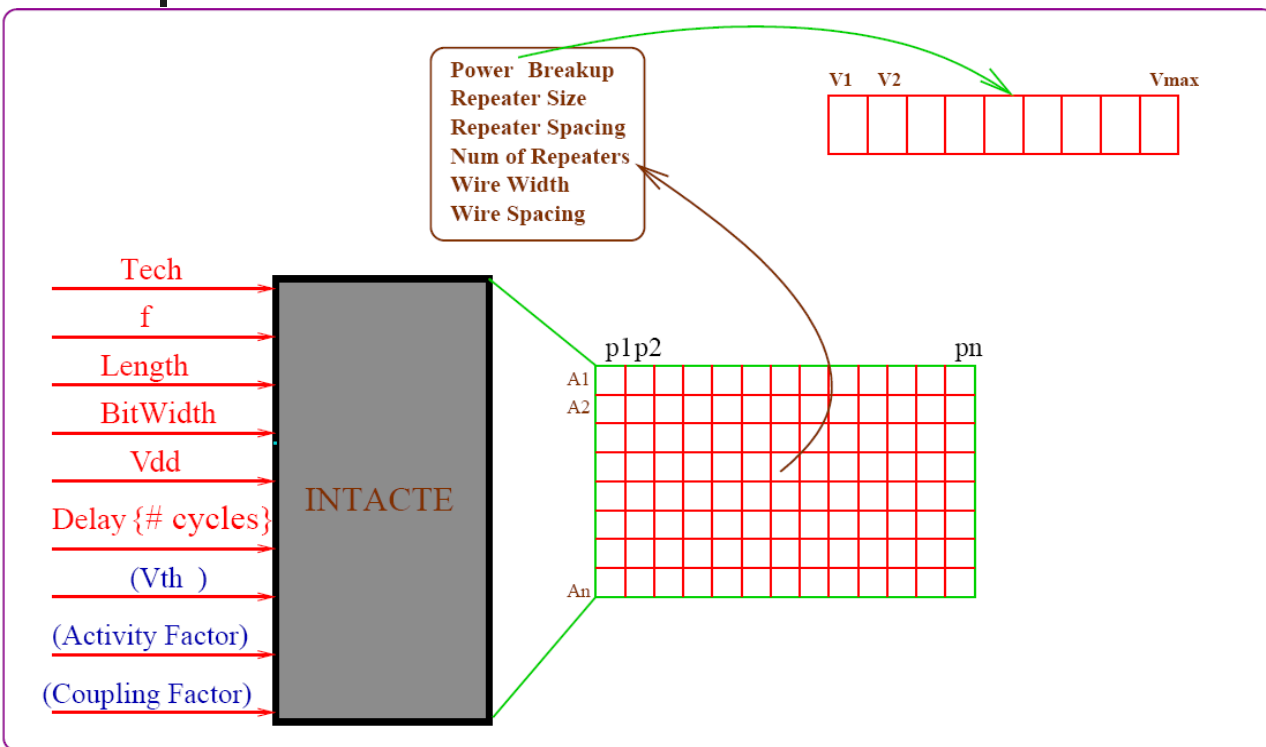 Power Breakup
Repeater Size
Repeater Spacing
Num of Repeaters
Wire Width
Wire Spacing
V1 V2 Vmax
Tech
f
Length
BitWidth
Vdd
Delay {# cycles}
(Vth )
(Activity Factor)
(Coupling Factor)
INTACTE
p1p2 pn
A1
A2
An